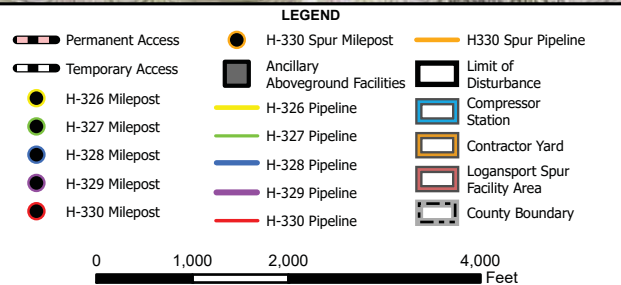 LEGEND
Permanent Access
Temporary Access
H-326 Milepost
H-327 Milepost
H-328 Milepost
H-329 Milepost
H-330 Milepost
H-330 Spur Milepost
Ancillary
Aboveground Facilities
H-326 Pipeline
H-327 Pipeline
H-328 Pipeline
H-329 Pipeline
H-330 Pipeline
H330 Spur Pipeline
Limit of
Disturbance
Compressor
Station
Contractor Yard
Logansport Spur
Facility Area
County Boundary
0 1,000 2,000 4,000
Feet